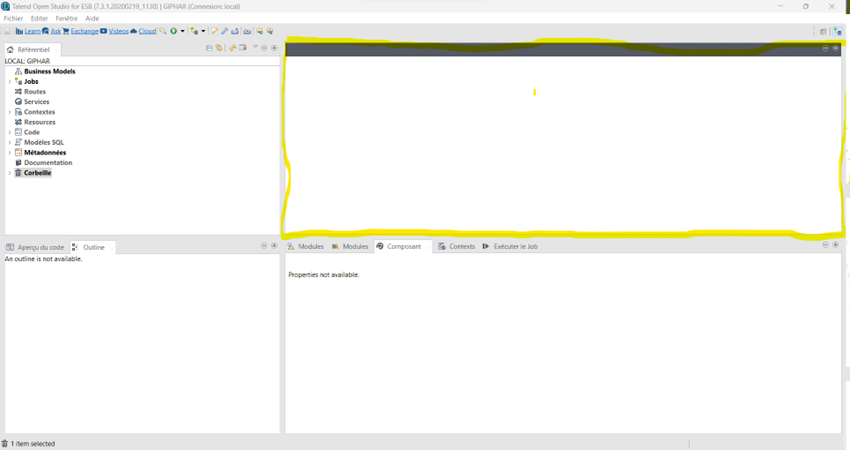 Talend Open Studio for ESB (7.3.1.20200219_1130) | GIPHAR (Connexion: local)
Fichier Editer Fenêtre Aide
Learn Ask Exchange Videos Cloud
Référentiel
LOCAL: GIPHAR
Business Models
Jobs
Routes
Services
Contextes
Resources
Code
Modèles SQL
Métadonnées
Documentation
Corbeille
Aperçu du code Outline
An outline is not available.
Modules Modules Composant Contexts Exécuter le Job
Properties not available.
1 item selected